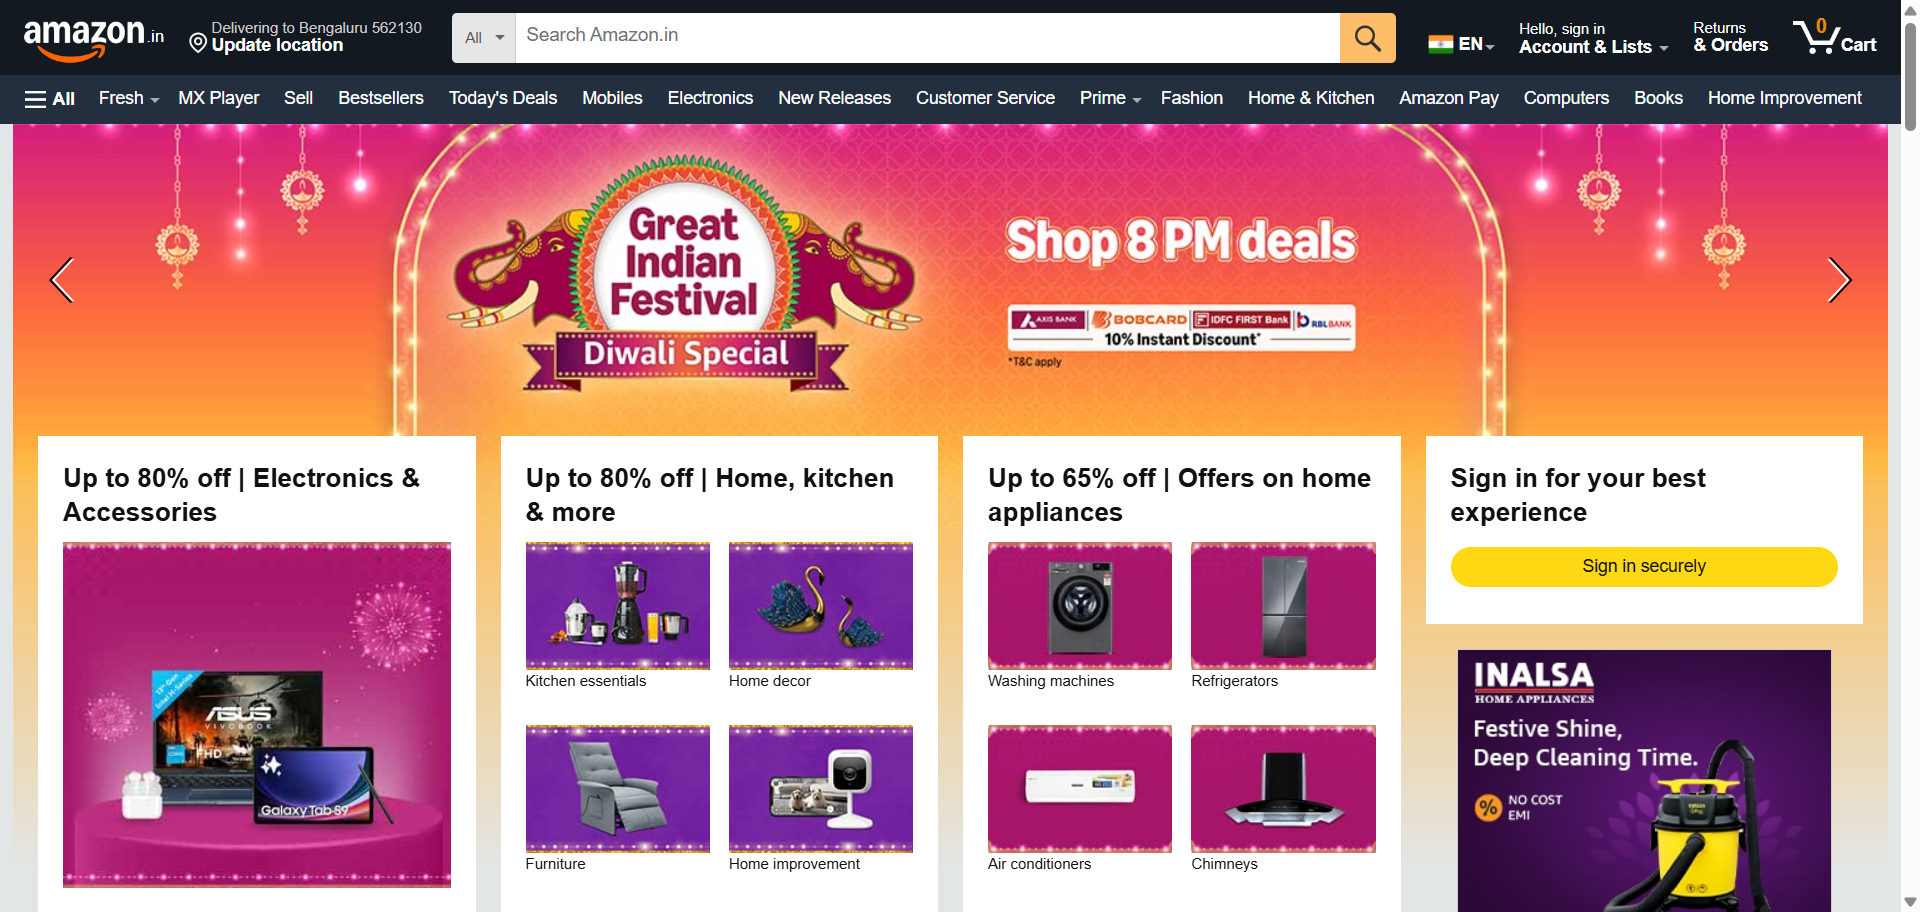 amazon.in
Delivering to Bengaluru 562130
Update location
All
Search Amazon.in
EN
Hello, sign in
Account & Lists
Returns
& Orders
0
Cart
All
Fresh
MX Player
Sell
Bestsellers
Today's Deals
Mobiles
Electronics
New Releases
Customer Service
Prime
Fashion
Home & Kitchen
Amazon Pay
Computers
Books
Home Improvement
Great
Indian
Festival
Diwali Special
Shop 8 PM deals
AXIS BANK
BOBCARD
IDFC FIRST Bank
RBL BANK
10% Instant Discount*
*T&C apply
Up to 80% off | Electronics &
Accessories
13th Gen
Intel H-Series
ASUS
VIVOBOOK
FHD
Galaxy Tab S9
Up to 80% off | Home, kitchen
& more
Kitchen essentials
Home decor
Furniture
Home improvement
Up to 65% off | Offers on home
appliances
Washing machines
Refrigerators
Air conditioners
Chimneys
Sign in for your best
experience
Sign in securely
INALSA
HOME APPLIANCES
Festive Shine,
Deep Cleaning Time.
%
NO COST
EMI